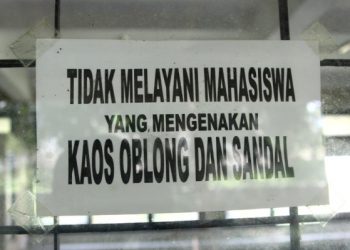 TIDAK MELAYANI MAHASISWA
YANG MENGENAKAN
KAOS OBLONG DAN SANDAL